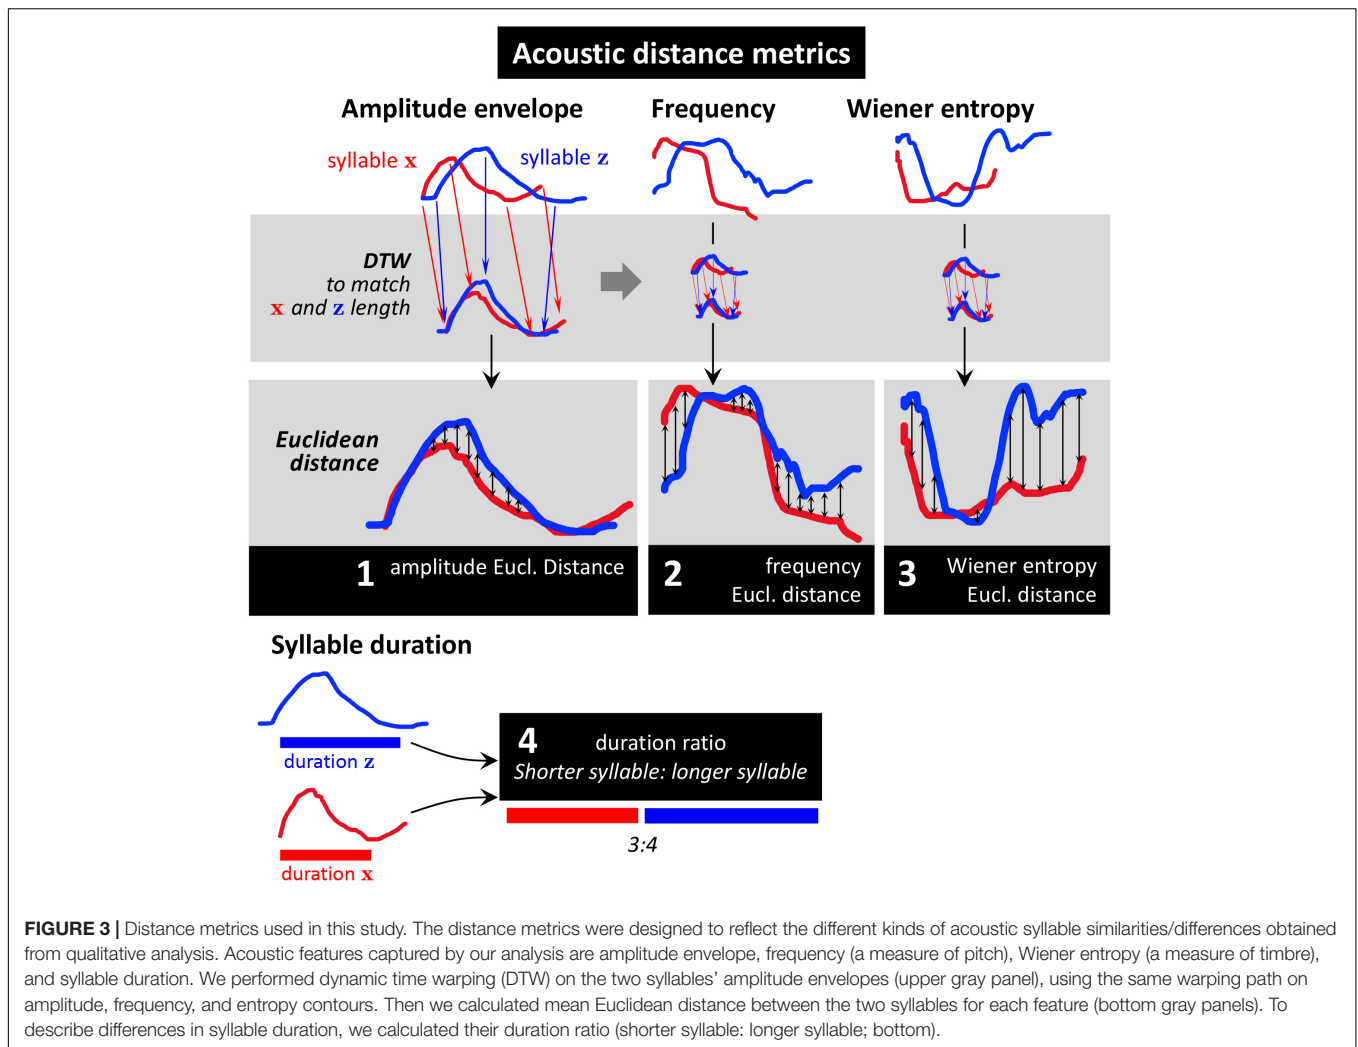 Acoustic distance metrics
Amplitude envelope
Frequency
Wiener entropy
syllable x
syllable z
DTW
to match
x and z length
Euclidean
distance
1 amplitude Eucl. Distance
2 frequency
Eucl. distance
3 Wiener entropy
Eucl. distance
Syllable duration
duration z
duration x
4 duration ratio
Shorter syllable: longer syllable
3:4
FIGURE 3 | Distance metrics used in this study. The distance metrics were designed to reflect the different kinds of acoustic syllable similarities/differences obtained
from qualitative analysis. Acoustic features captured by our analysis are amplitude envelope, frequency (a measure of pitch), Wiener entropy (a measure of timbre),
and syllable duration. We performed dynamic time warping (DTW) on the two syllables' amplitude envelopes (upper gray panel), using the same warping path on
amplitude, frequency, and entropy contours. Then we calculated mean Euclidean distance between the two syllables for each feature (bottom gray panels). To
describe differences in syllable duration, we calculated their duration ratio (shorter syllable: longer syllable; bottom).